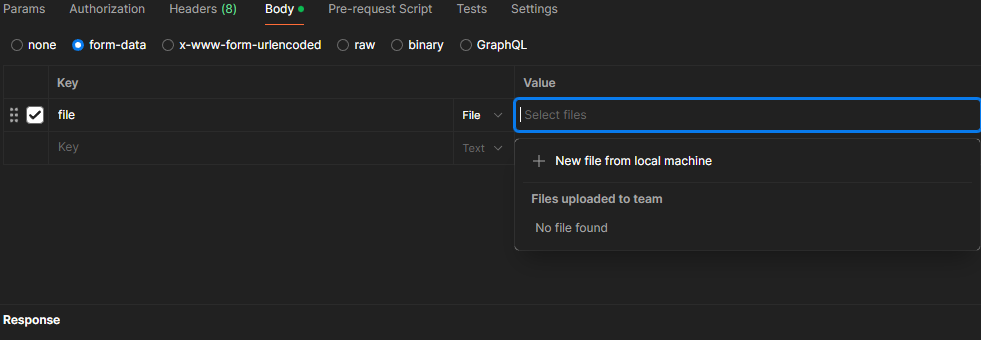 Params Authorization Headers (8) Body Pre-request Script Tests Settings
none form-data x-www-form-urlencoded raw binary GraphQL
Key Value
file File Select files
Key Text
New file from local machine
Files uploaded to team
No file found
Response